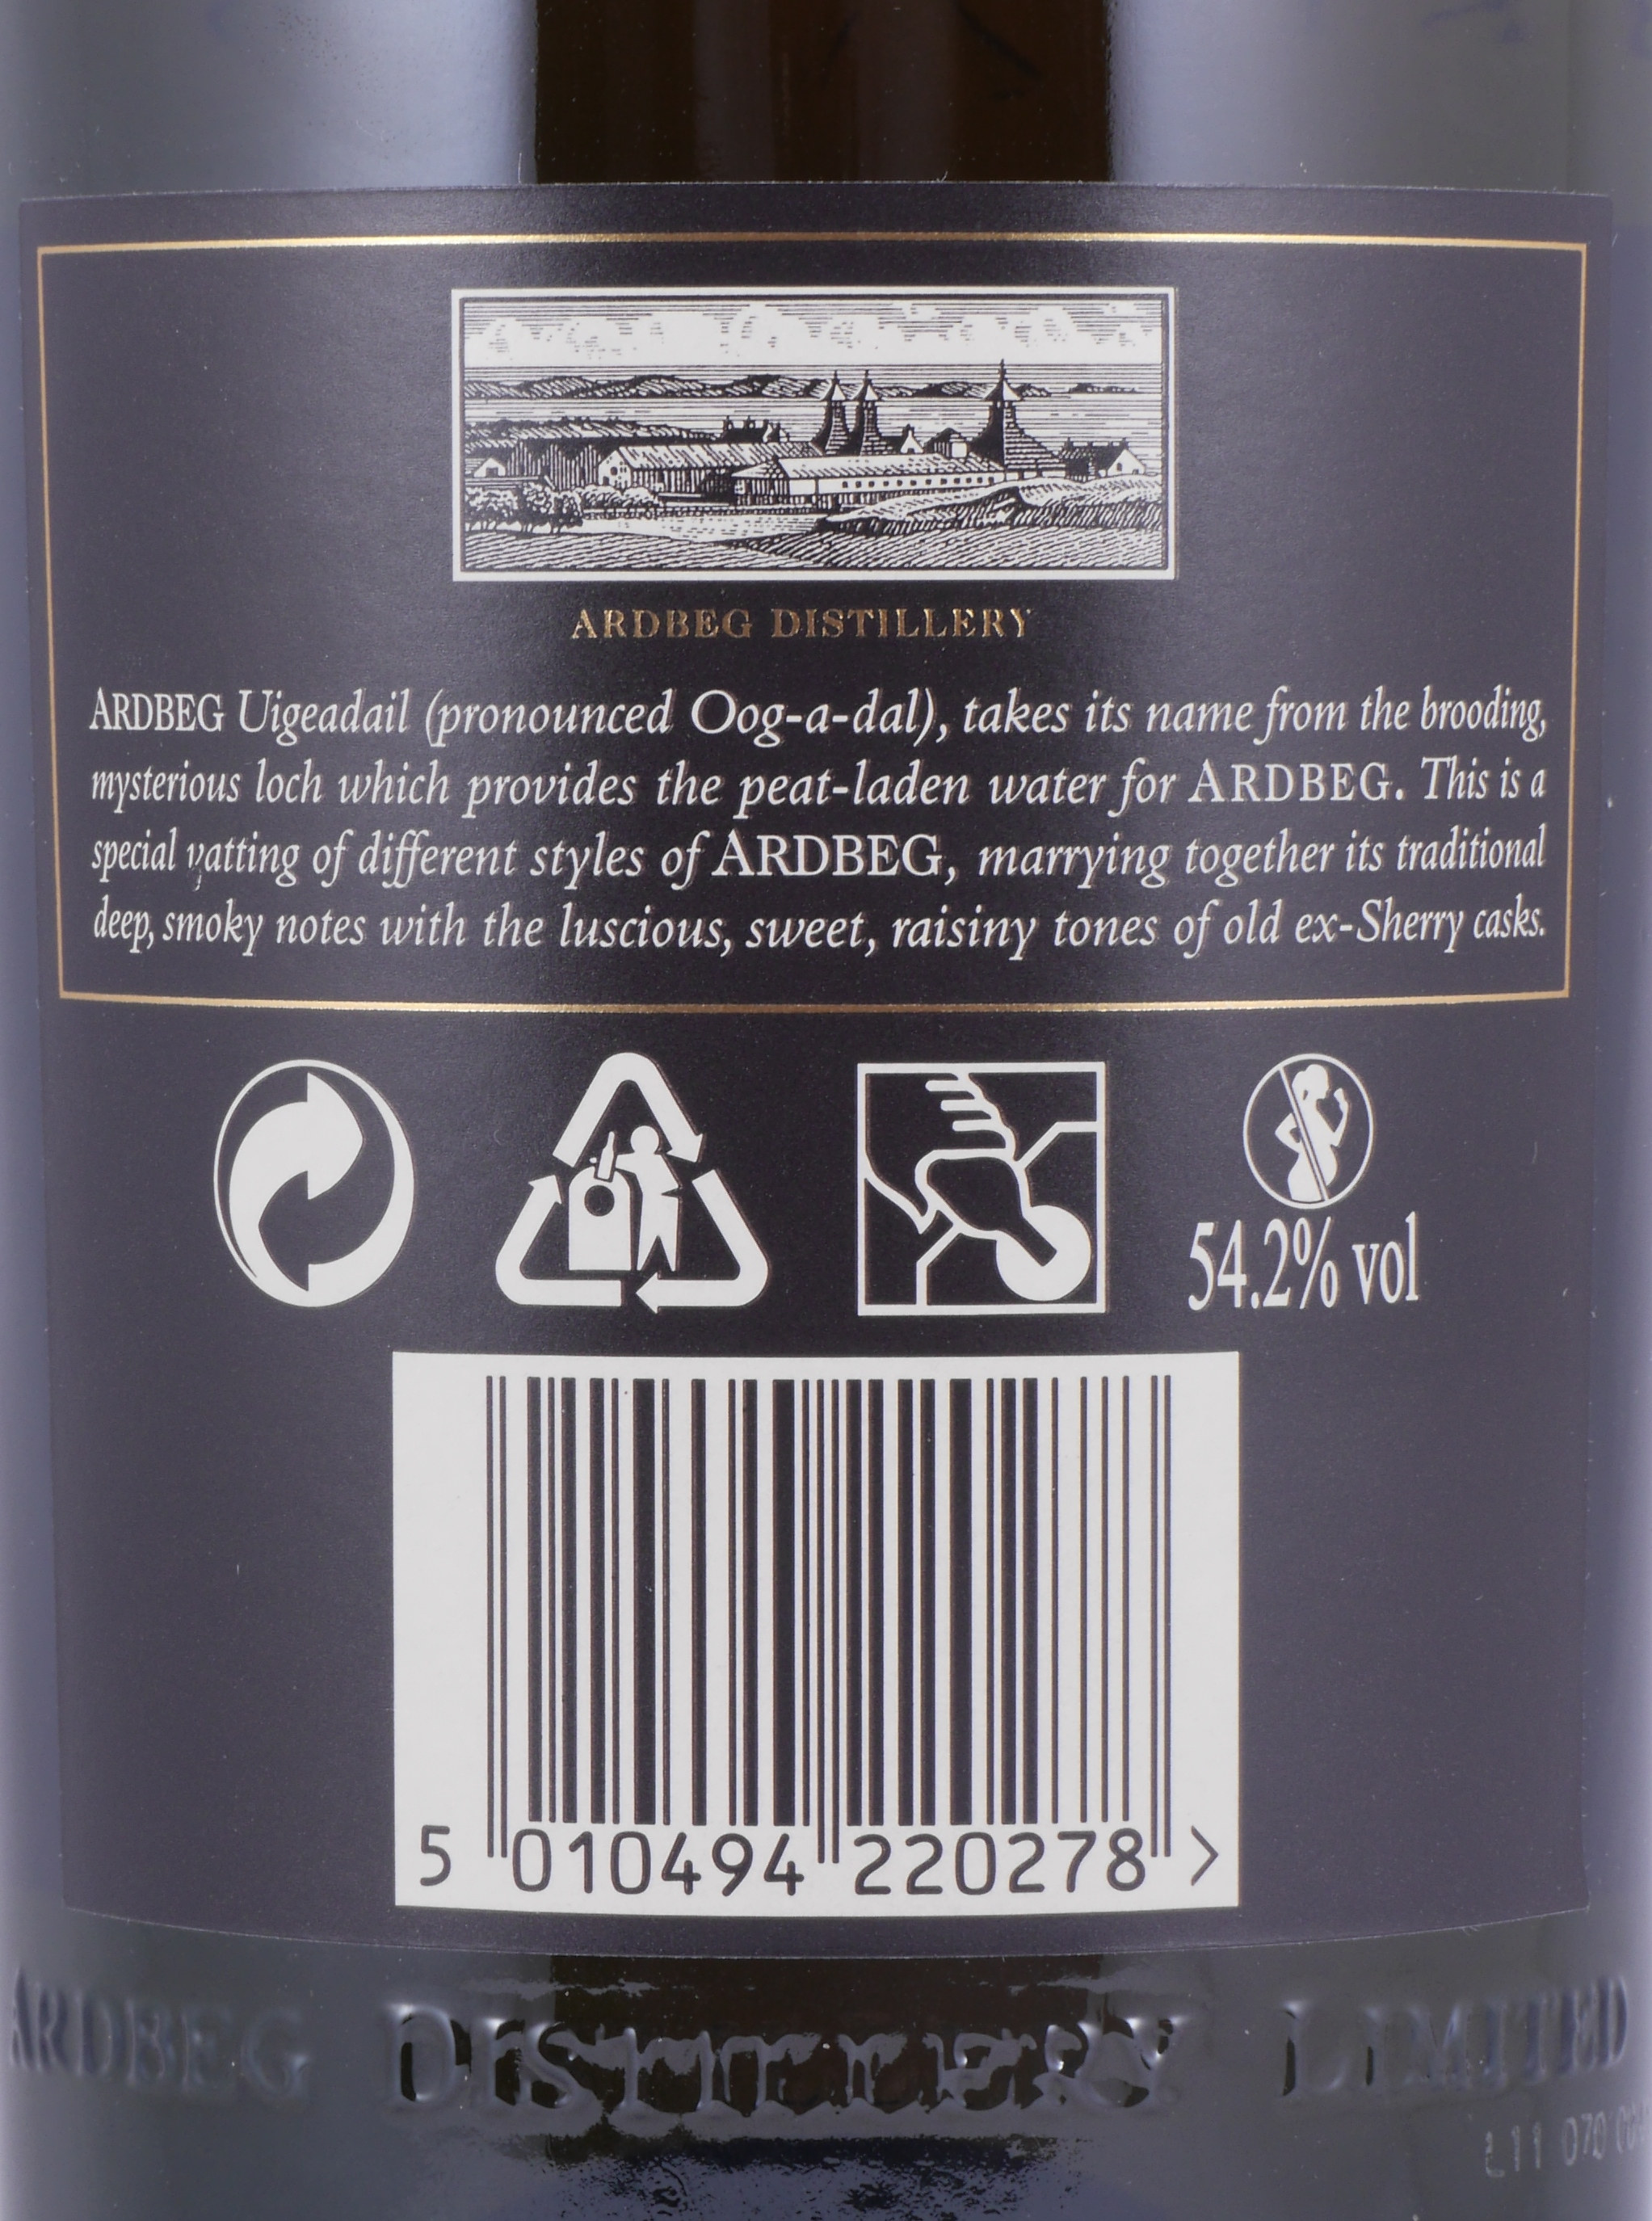 ARDBEG DISTILLERY
ARDBEG Uigeadail (pronounced Oog-a-dal), takes its name from the brooding,
mysterious loch which provides the peat-laden water for ARDBEG. This is a
special vatting of different styles of ARDBEG, marrying together its traditional
deep, smoky notes with the luscious, sweet, raisiny tones of old ex-Sherry casks.
54.2% vol
5 010494 220278 >
ARDBEG DISTILLERY LIMITED
L11 070